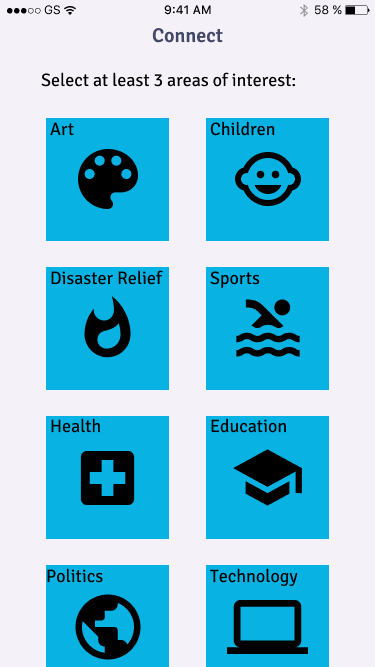 GS 9:41 AM 58 %
Connect
Select at least 3 areas of interest:
Art Children
Disaster Relief Sports
Health Education
Politics Technology